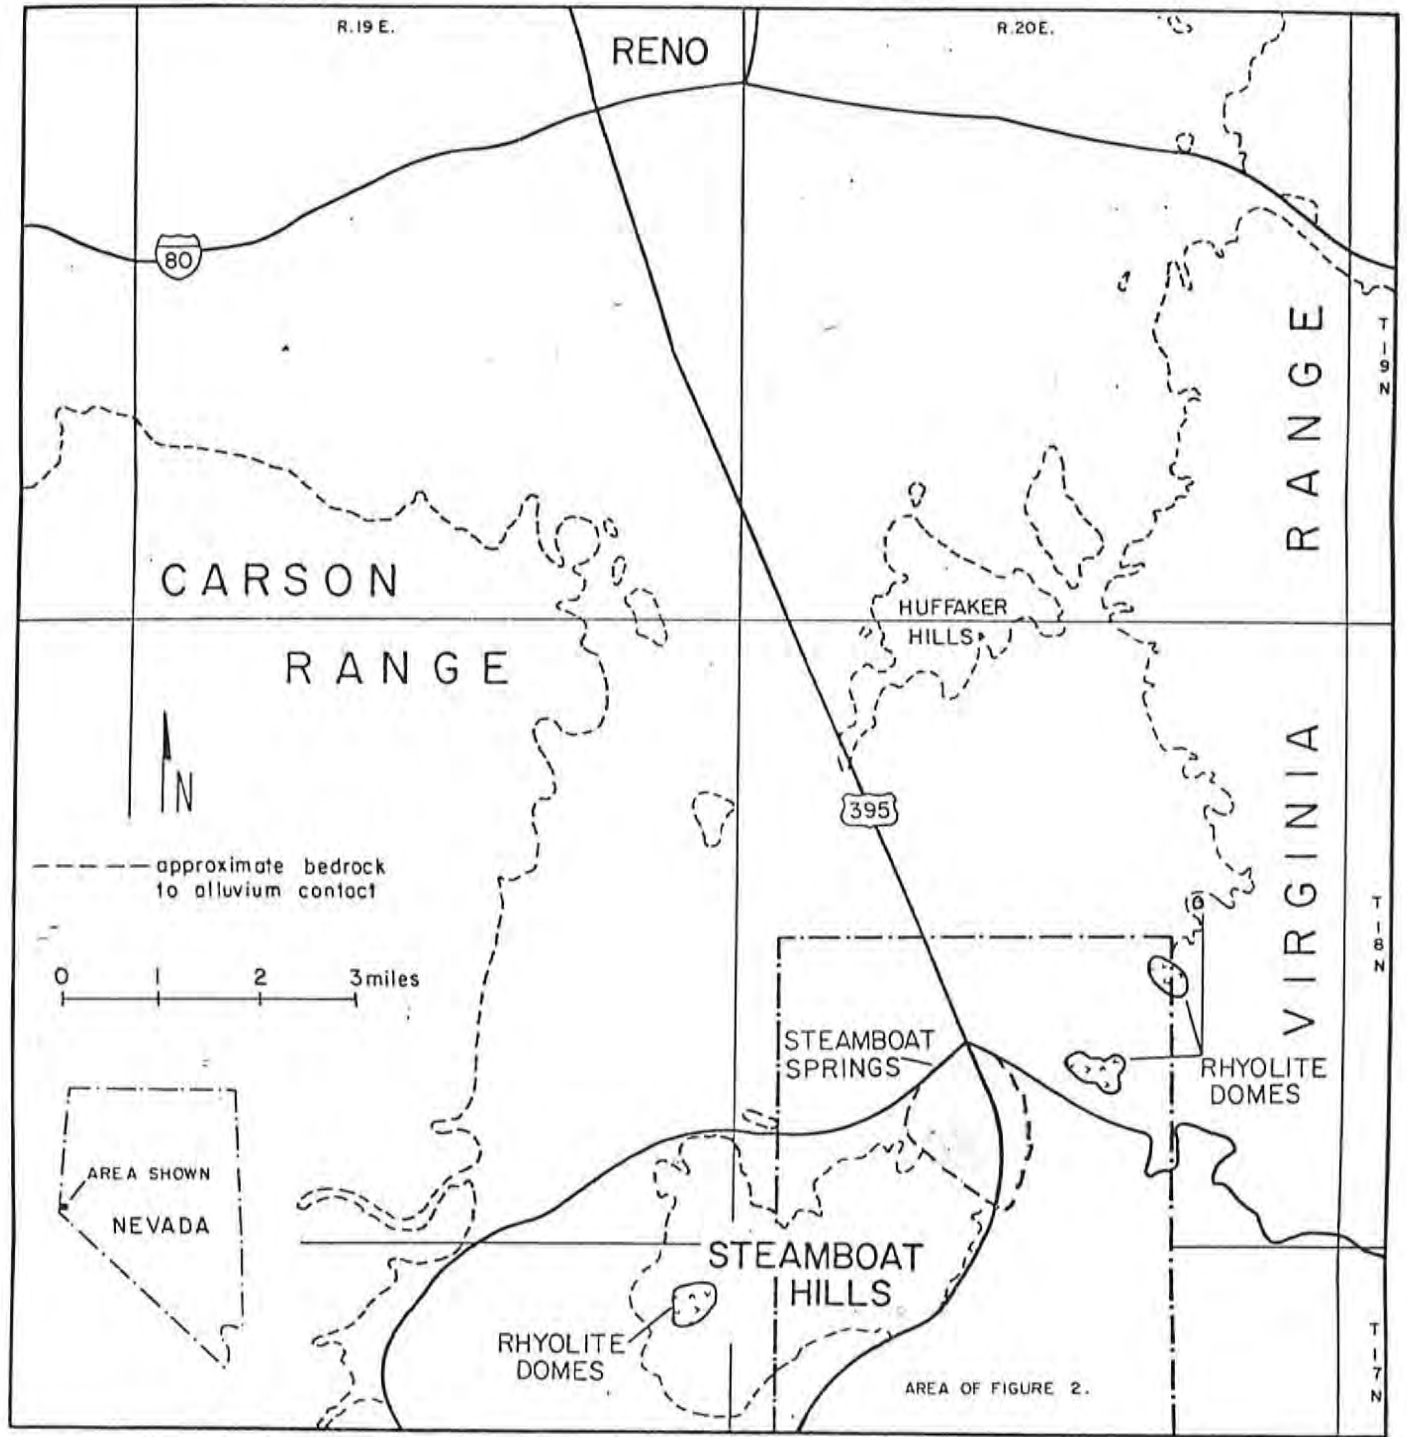 R.19 E.
R.20E.
RENO
80
T
19
N
RANGE
CARSON
RANGE
HUFFAKER
HILLS
N
395
VIRGINIA
approximate bedrock
to alluvium contact
T
18
N
0 1 2 3 miles
STEAMBOAT
SPRINGS
RHYOLITE
DOMES
AREA SHOWN
NEVADA
STEAMBOAT
HILLS
RHYOLITE
DOMES
AREA OF FIGURE 2.
T
17
N